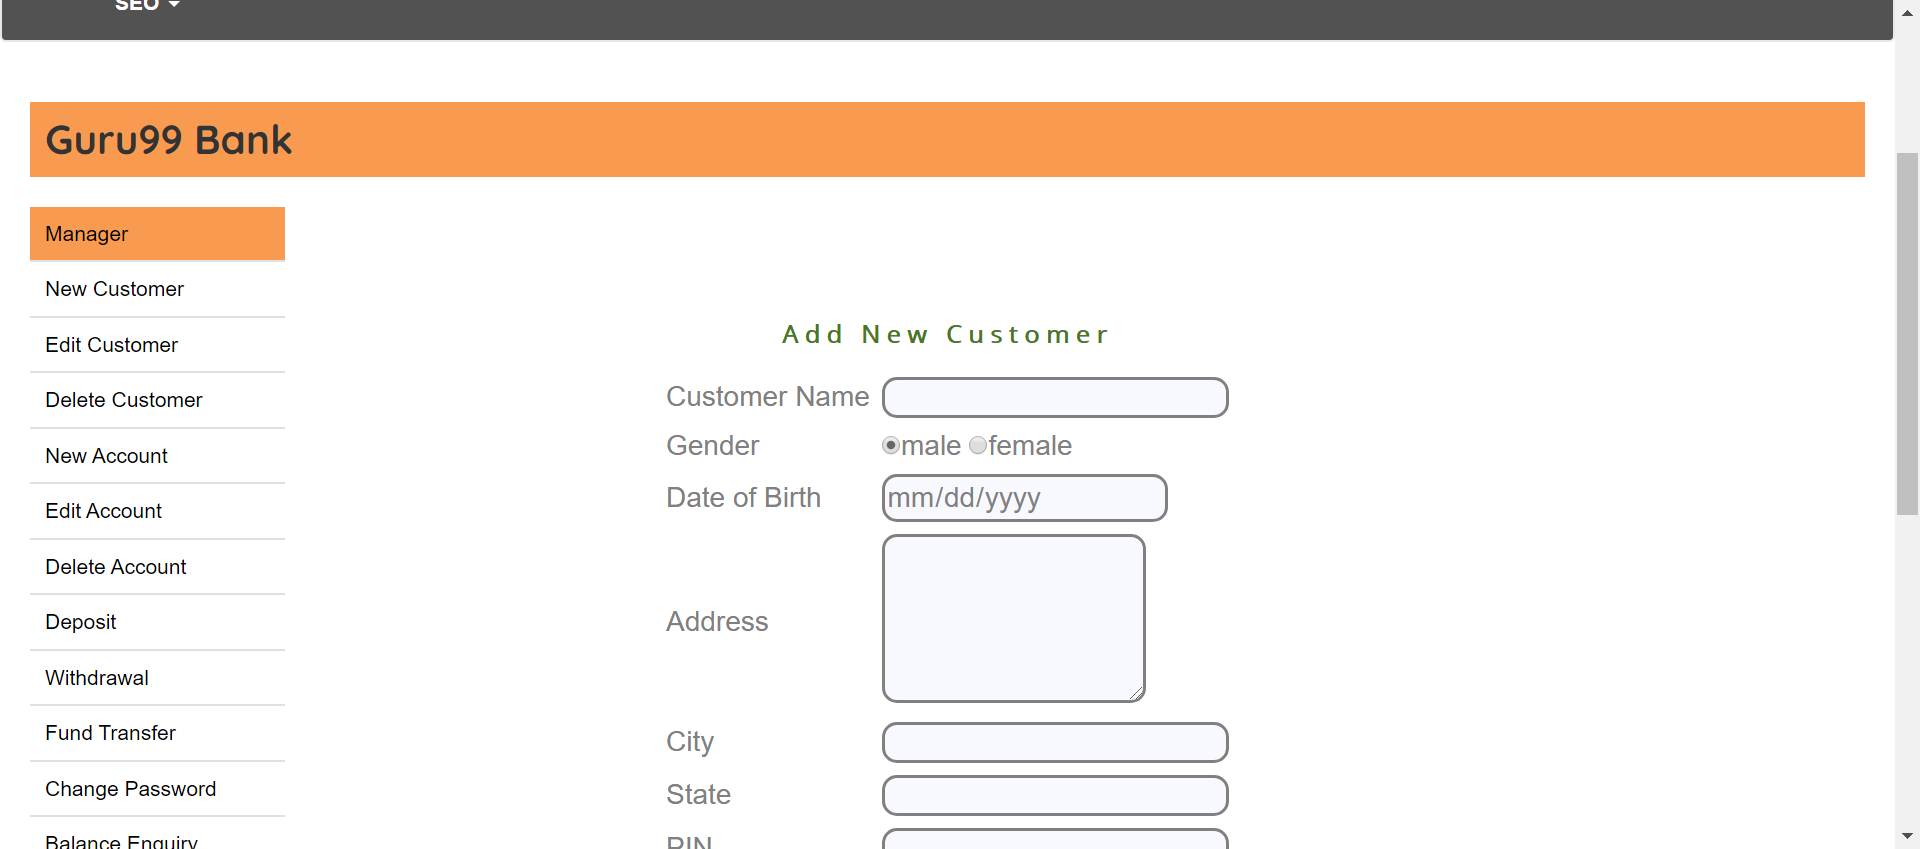 SEO
Guru99 Bank
Manager
New Customer
Edit Customer
Delete Customer
New Account
Edit Account
Delete Account
Deposit
Withdrawal
Fund Transfer
Change Password
Balance Enquiry
Add New Customer
Customer Name
Gender male female
Date of Birth mm/dd/yyyy
Address
City
State
PIN